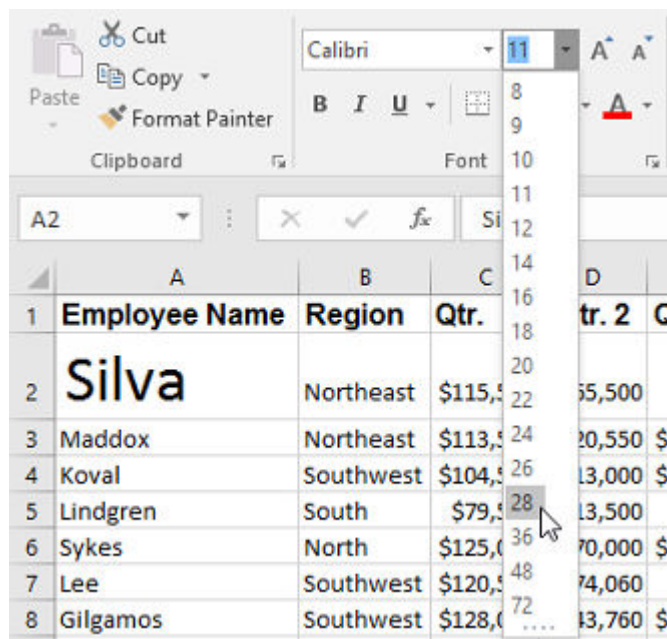 Cut
Calibri 11 A A
Copy
Paste
Format Painter
B I U A
Clipboard Font
A2 fx Si
A B C D
1 Employee Name Region Qtr. tr. 2 Q
2 Silva Northeast $115,5 55,500
3 Maddox Northeast $113,5 20,550 $
4 Koval Southwest $104,5 13,000 $
5 Lindgren South $79,5 13,500
6 Sykes North $125,0 70,000 $
7 Lee Southwest $120,5 74,060
8 Gilgamos Southwest $128,0 43,760 $
8
9
10
11
12
14
16
18
20
22
24
26
28
36
48
72